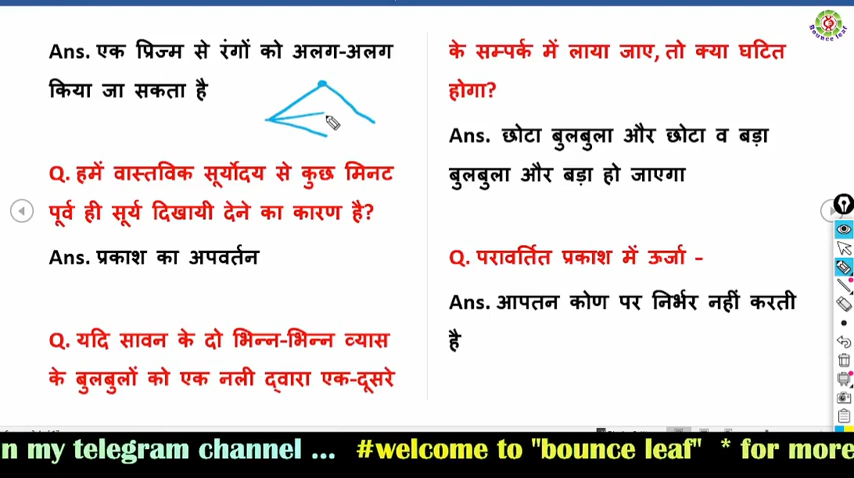 Ans. एक प्रिज्म से रंगों को अलग-अलग
किया जा सकता है
Q. हमें वास्तविक सूर्योदय से कुछ मिनट
पूर्व ही सूर्य दिखायी देने का कारण है?
Ans. प्रकाश का अपवर्तन
Q. यदि सावन के दो भिन्न-भिन्न व्यास
के बुलबुलों को एक नली द्वारा एक-दूसरे
के सम्पर्क में लाया जाए, तो क्या घटित
होगा?
Ans. छोटा बुलबुला और छोटा व बड़ा
बुलबुला और बड़ा हो जाएगा
Q. परावर्तित प्रकाश में ऊर्जा -
Ans. आपतन कोण पर निर्भर नहीं करती
है
Bounce leaf
n my telegram channel ... #welcome to "bounce leaf" * for more